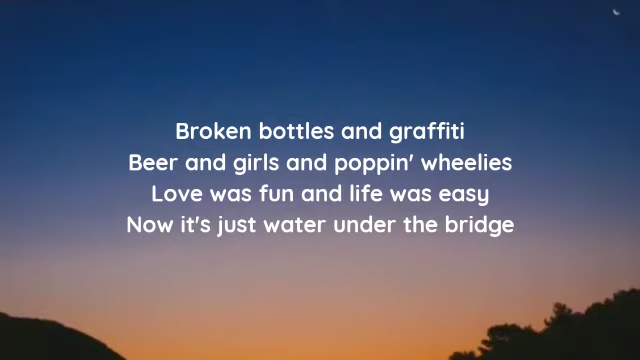 Broken bottles and graffiti
Beer and girls and poppin' wheelies
Love was fun and life was easy
Now it's just water under the bridge